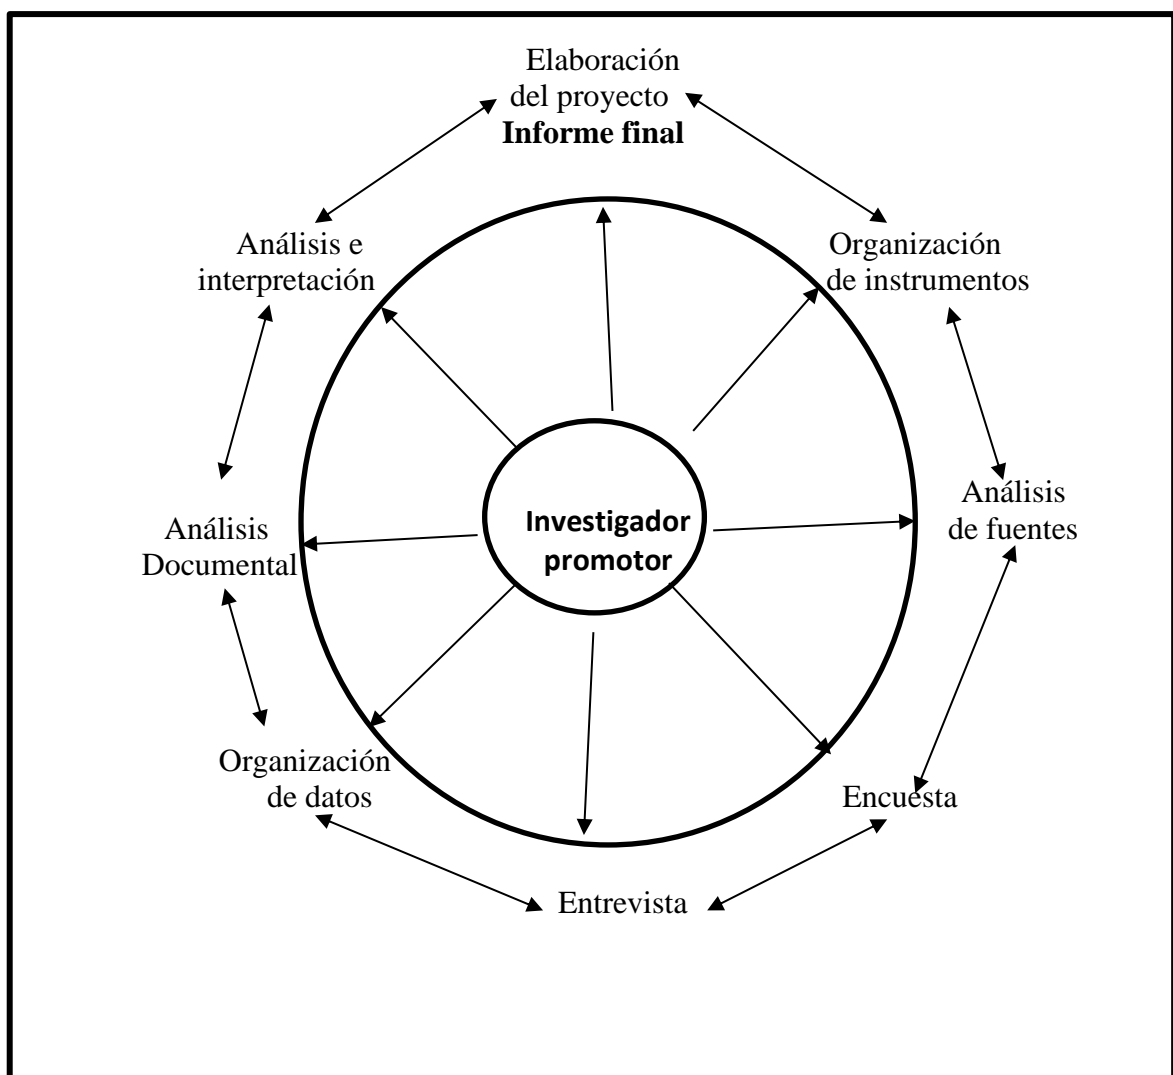 Elaboración
del proyecto
Informe final
Análisis e
interpretación
Organización
de instrumentos
Análisis
de fuentes
Investigador
promotor
Análisis
Documental
Organización
de datos
Encuesta
Entrevista